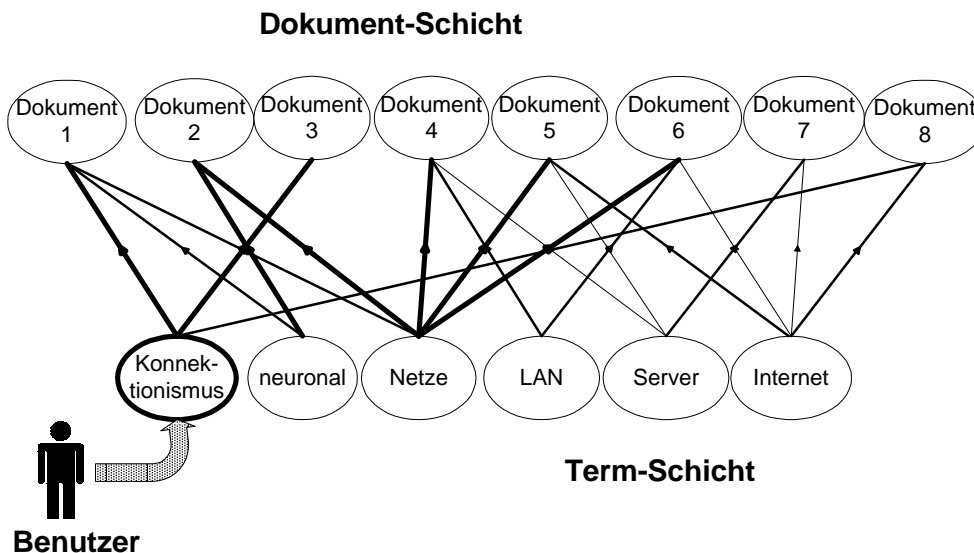 Dokument-Schicht
Dokument
1
Dokument
2
Dokument
3
Dokument
4
Dokument
5
Dokument
6
Dokument
7
Dokument
8
Konnek-
tionismus
neuronal
Netze
LAN
Server
Internet
Term-Schicht
Benutzer